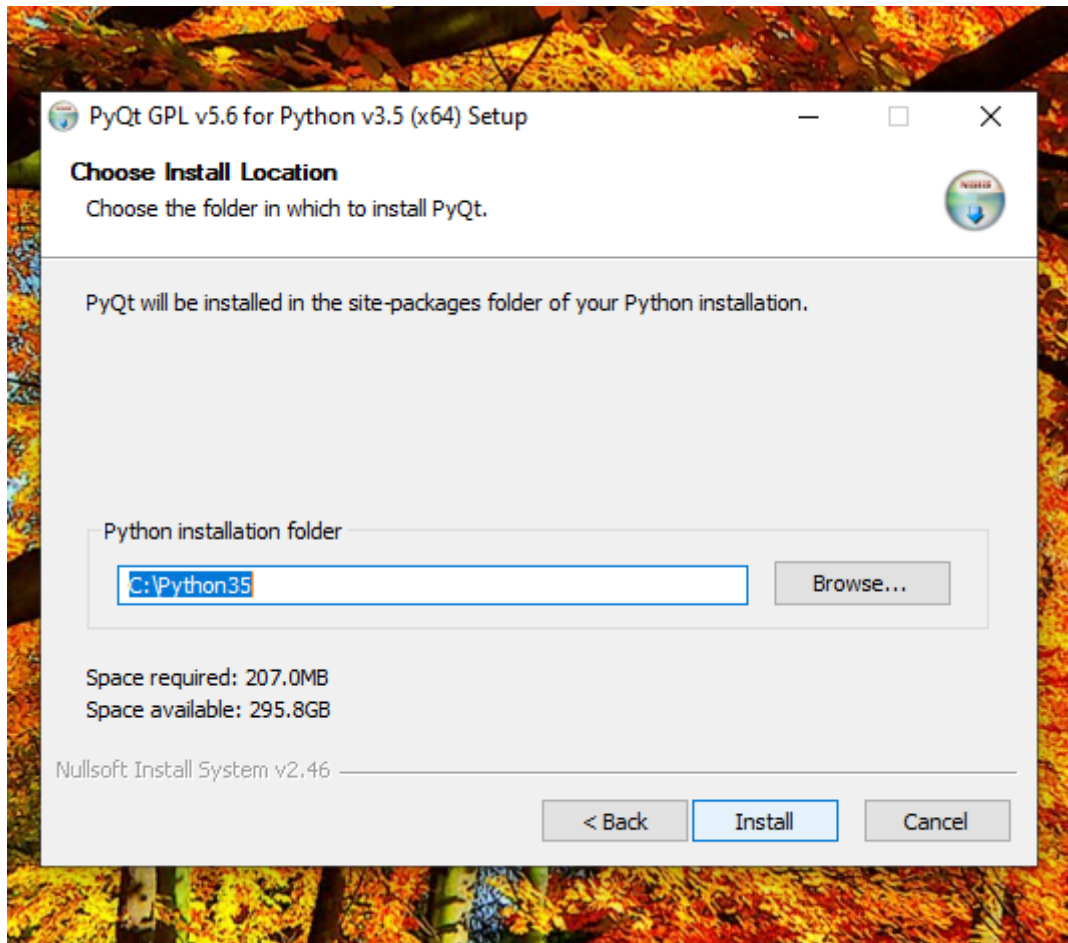 PyQt GPL v5.6 for Python v3.5 (x64) Setup
Choose Install Location
Choose the folder in which to install PyQt.
PyQt will be installed in the site-packages folder of your Python installation.
Python installation folder
C:\Python35
Browse...
Space required: 207.0MB
Space available: 295.8GB
Nullsoft Install System v2.46
< Back
Install
Cancel